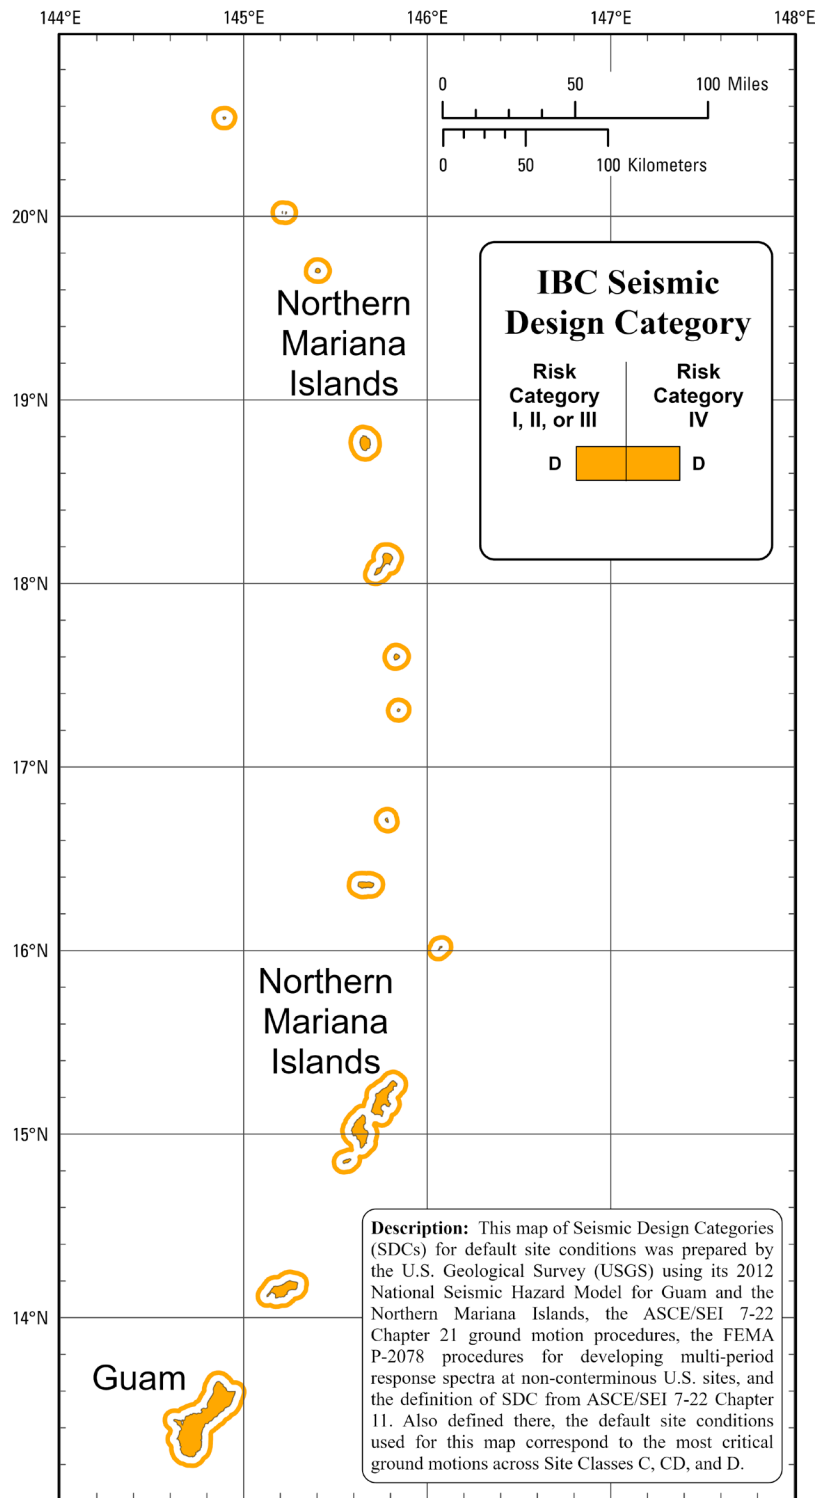 144°E 145°E 146°E 147°E 148°E
0 50 100 Miles
0 50 100 Kilometers
20°N
Northern
Mariana
Islands
IBC Seismic
Design Category
Risk Category I, II, or III
Risk Category IV
D D
19°N
18°N
17°N
16°N
Northern
Mariana
Islands
15°N
14°N
Guam
Description: This map of Seismic Design Categories
(SDCs) for default site conditions was prepared by
the U.S. Geological Survey (USGS) using its 2012
National Seismic Hazard Model for Guam and the
Northern Mariana Islands, the ASCE/SEI 7-22
Chapter 21 ground motion procedures, the FEMA
P-2078 procedures for developing multi-period
response spectra at non-conterminous U.S. sites, and
the definition of SDC from ASCE/SEI 7-22 Chapter
11. Also defined there, the default site conditions
used for this map correspond to the most critical
ground motions across Site Classes C, CD, and D.